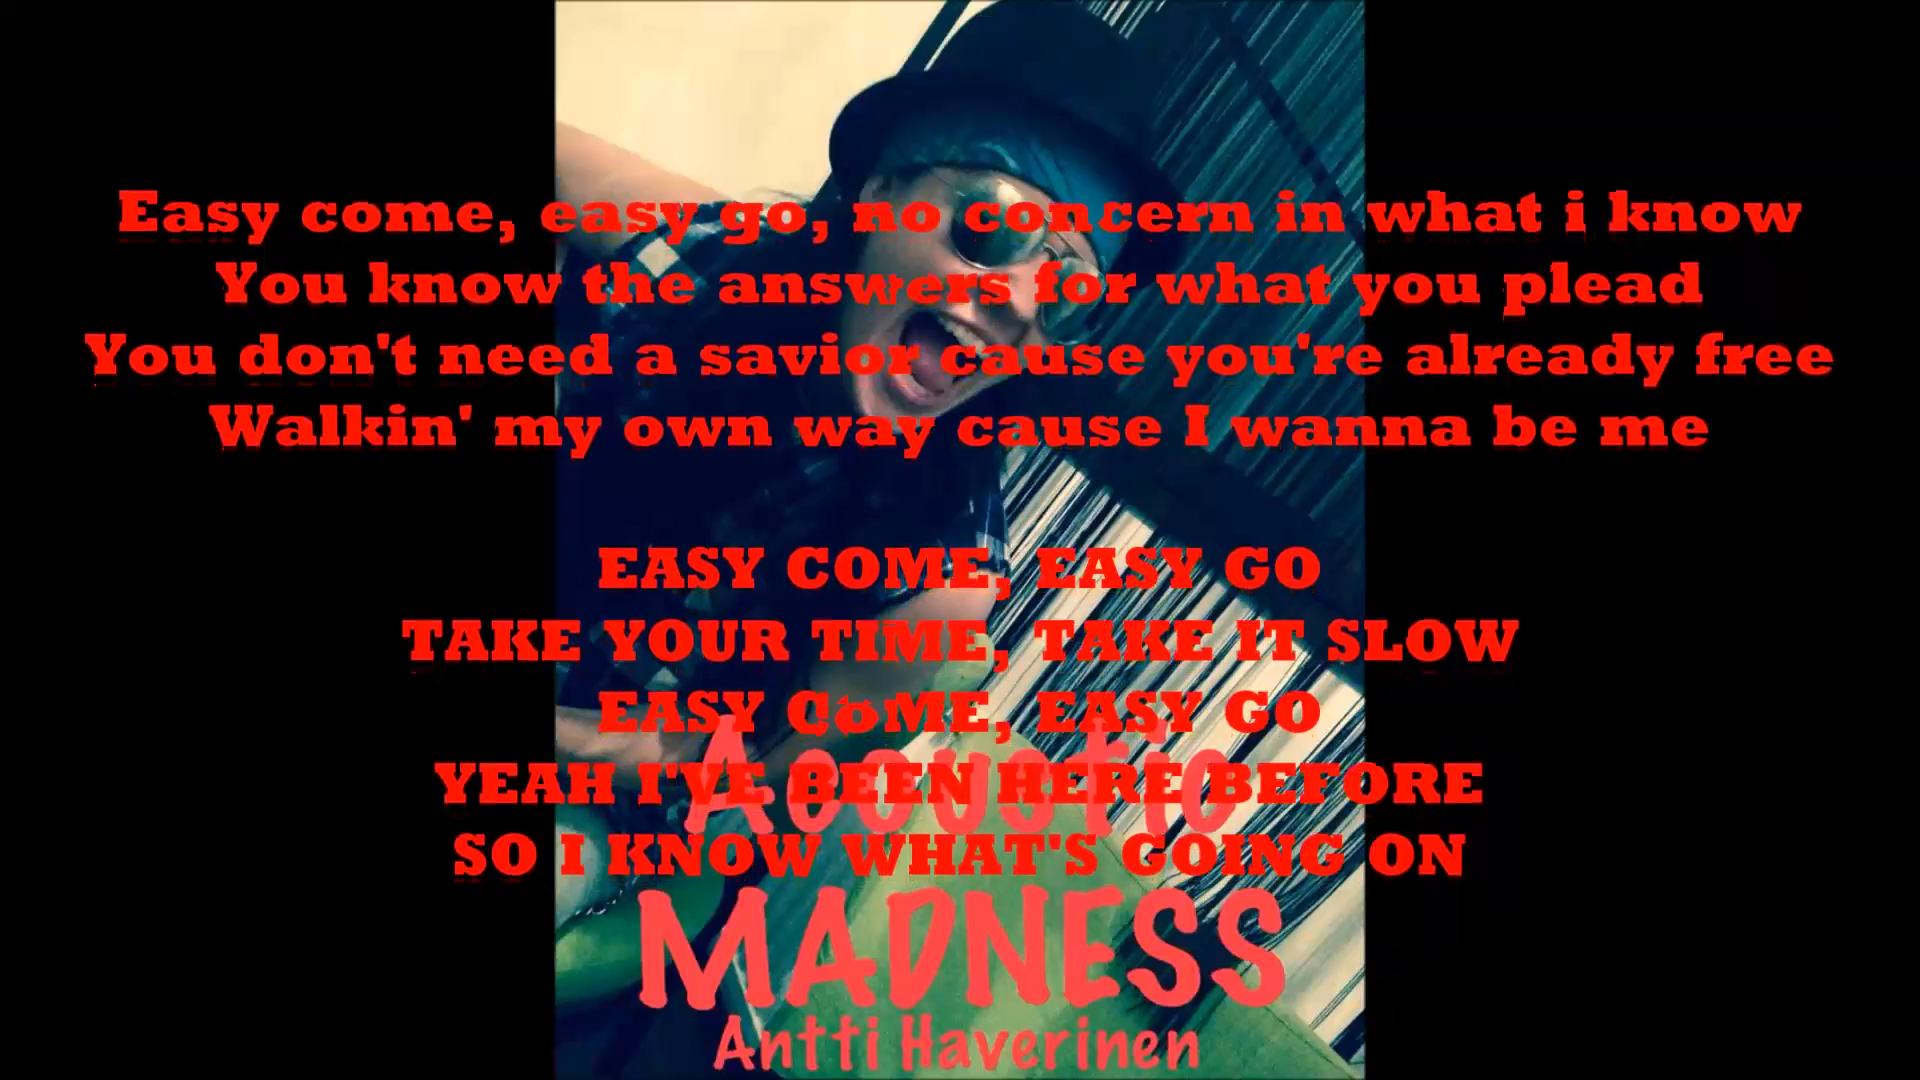 Easy come, easy go, no concern in what i know
You know the answers for what you plead
You don't need a savior cause you're already free
Walkin' my own way cause I wanna be me
EASY COME, EASY GO
TAKE YOUR TIME, TAKE IT SLOW
EASY COME, EASY GO
YEAH I'VE BEEN HERE BEFORE
SO I KNOW WHAT'S GOING ON
Acoustic
MADNESS
Antti Haverinen